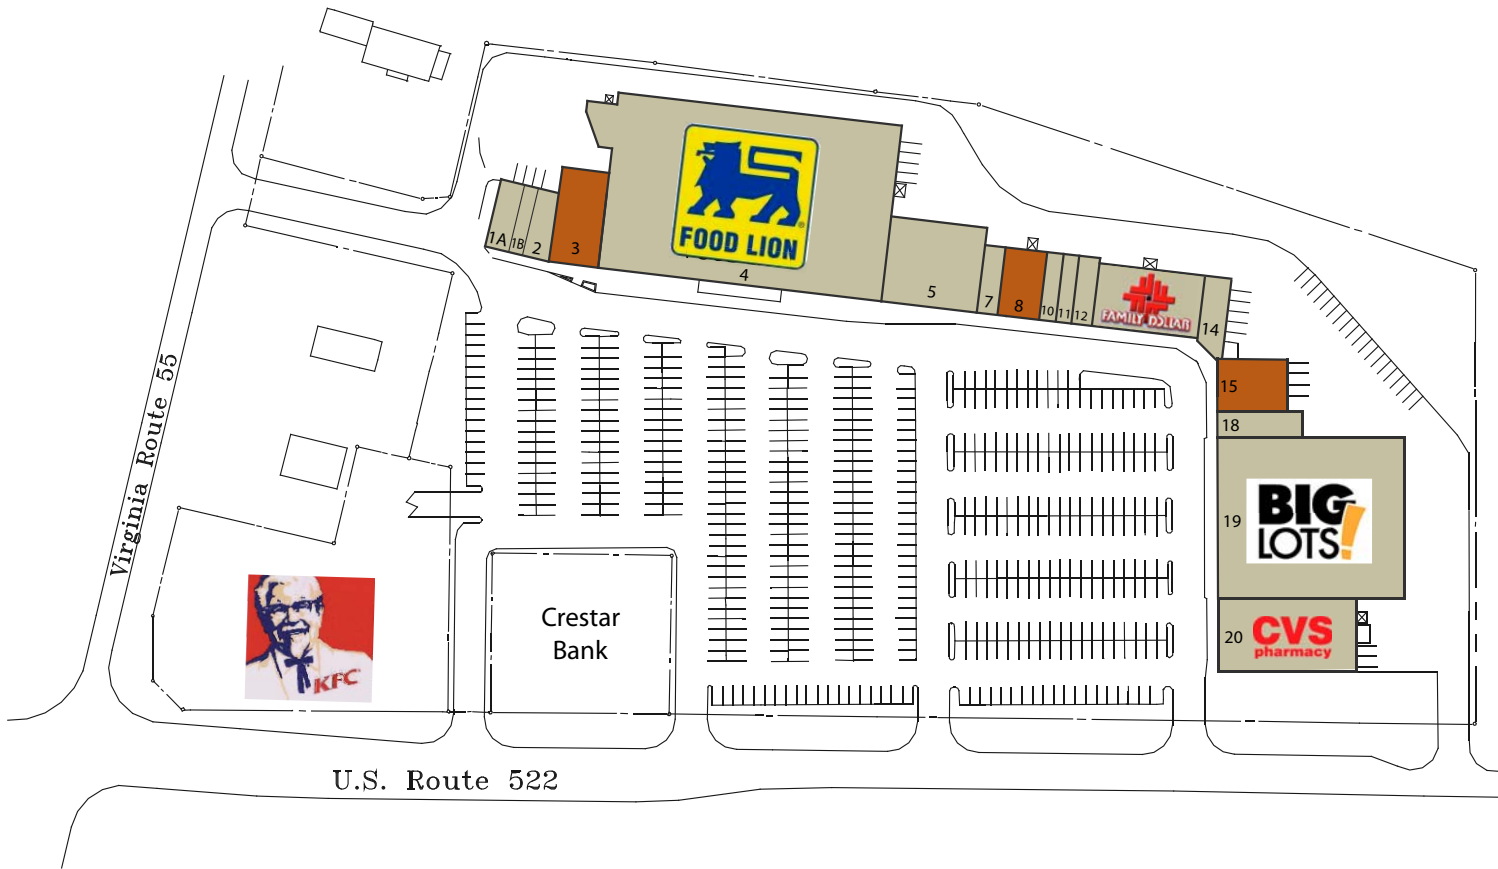 FOOD LION
1A
1B
2
3
4
5
7
8
10
11
12
FAMILY DOLLAR
14
15
18
19
BIG
LOTS!
20
CVS
pharmacy
Virginia Route 55
KFC
Crestar
Bank
U.S. Route 522